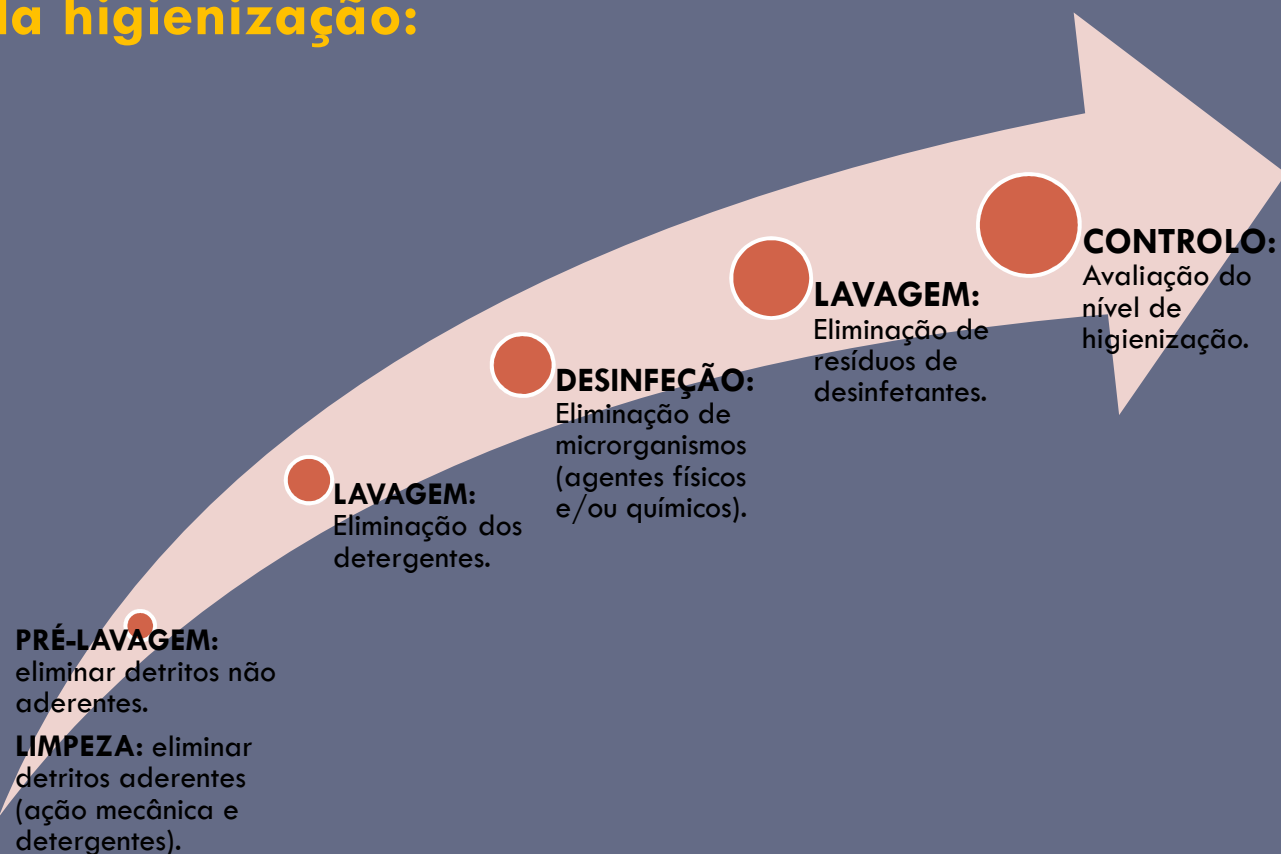 la higienização:
PRÉ-LAVAGEM:
eliminar detritos não
aderentes.
LIMPEZA: eliminar
detritos aderentes
(ação mecânica e
detergentes).
LAVAGEM:
Eliminação dos
detergentes.
DESINFEÇÃO:
Eliminação de
microrganismos
(agentes físicos
e/ou químicos).
LAVAGEM:
Eliminação de
resíduos de
desinfetantes.
CONTROLO:
Avaliação do
nível de
higienização.